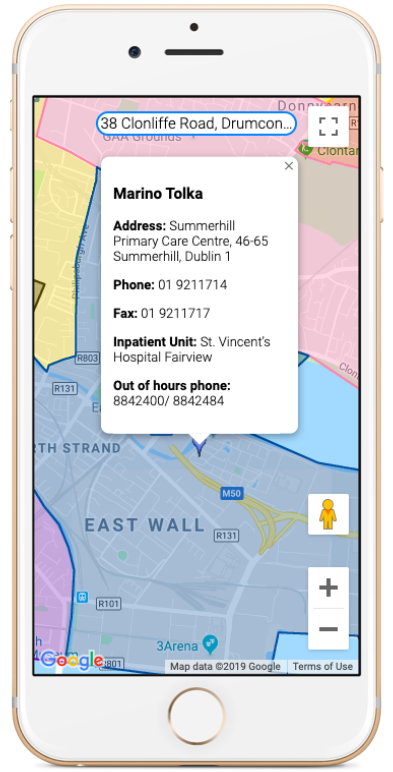 Donnycarn
38 Clonliffe Road, Drumcon...
GAA Grounds
Clontar
×
Marino Tolka
Address: Summerhill
Primary Care Centre, 46-65
Summerhill, Dublin 1
Phone: 01 9211714
Fax: 01 9211717
Inpatient Unit: St. Vincent's
Hospital Fairview
Out of hours phone:
8842400/ 8842484
R803
R131
RTH STRAND
M50
EAST WALL
R131
R101
3Arena
Google
R801
Map data ©2019 Google
Terms of Use